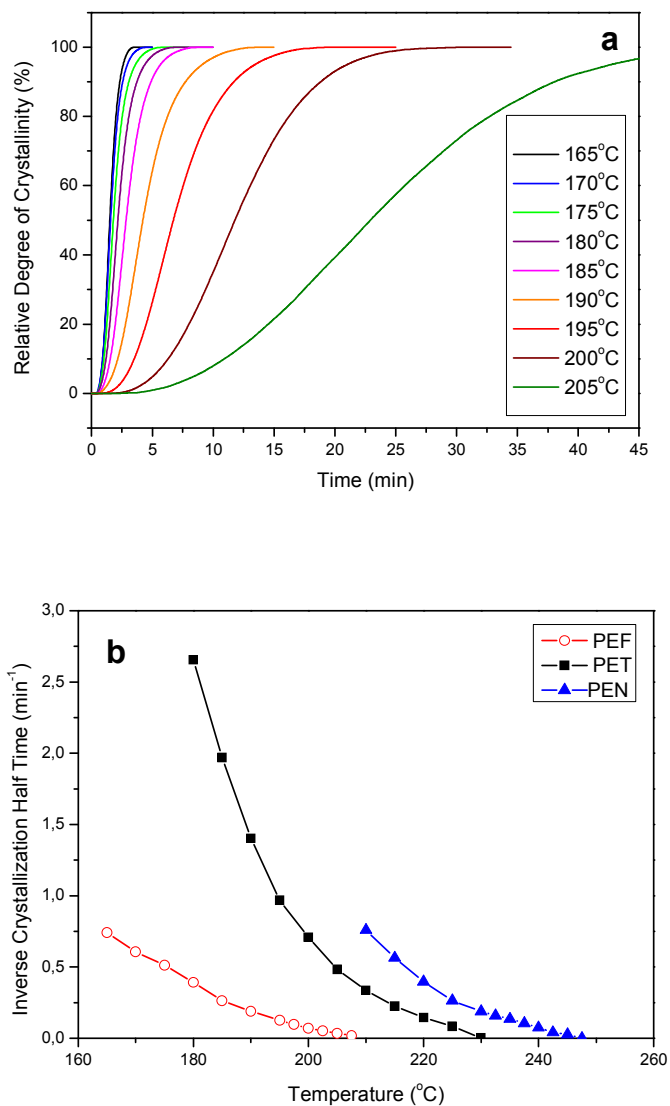 a
100
80
60
40
20
0
Relative Degree of Crystallinity (%)
165°C
170°C
175°C
180°C
185°C
190°C
195°C
200°C
205°C
0 5 10 15 20 25 30 35 40 45
Time (min)
b
3,0
2,5
2,0
1,5
1,0
0,5
0,0
Inverse Crystallization Half Time (min⁻¹)
PEF
PET
PEN
160 180 200 220 240 260
Temperature (°C)